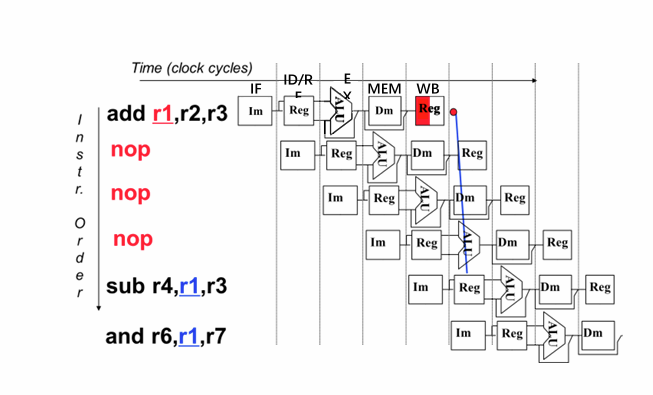 Time (clock cycles)
IF ID/RF EX MEM WB
Instr. Order
add r1,r2,r3 Im Reg ALU Dm Reg
nop Im Reg ALU Dm Reg
nop Im Reg ALU Dm Reg
nop Im Reg ALU Dm Reg
sub r4,r1,r3 Im Reg ALU Dm Reg
and r6,r1,r7 Im Reg ALU Dm